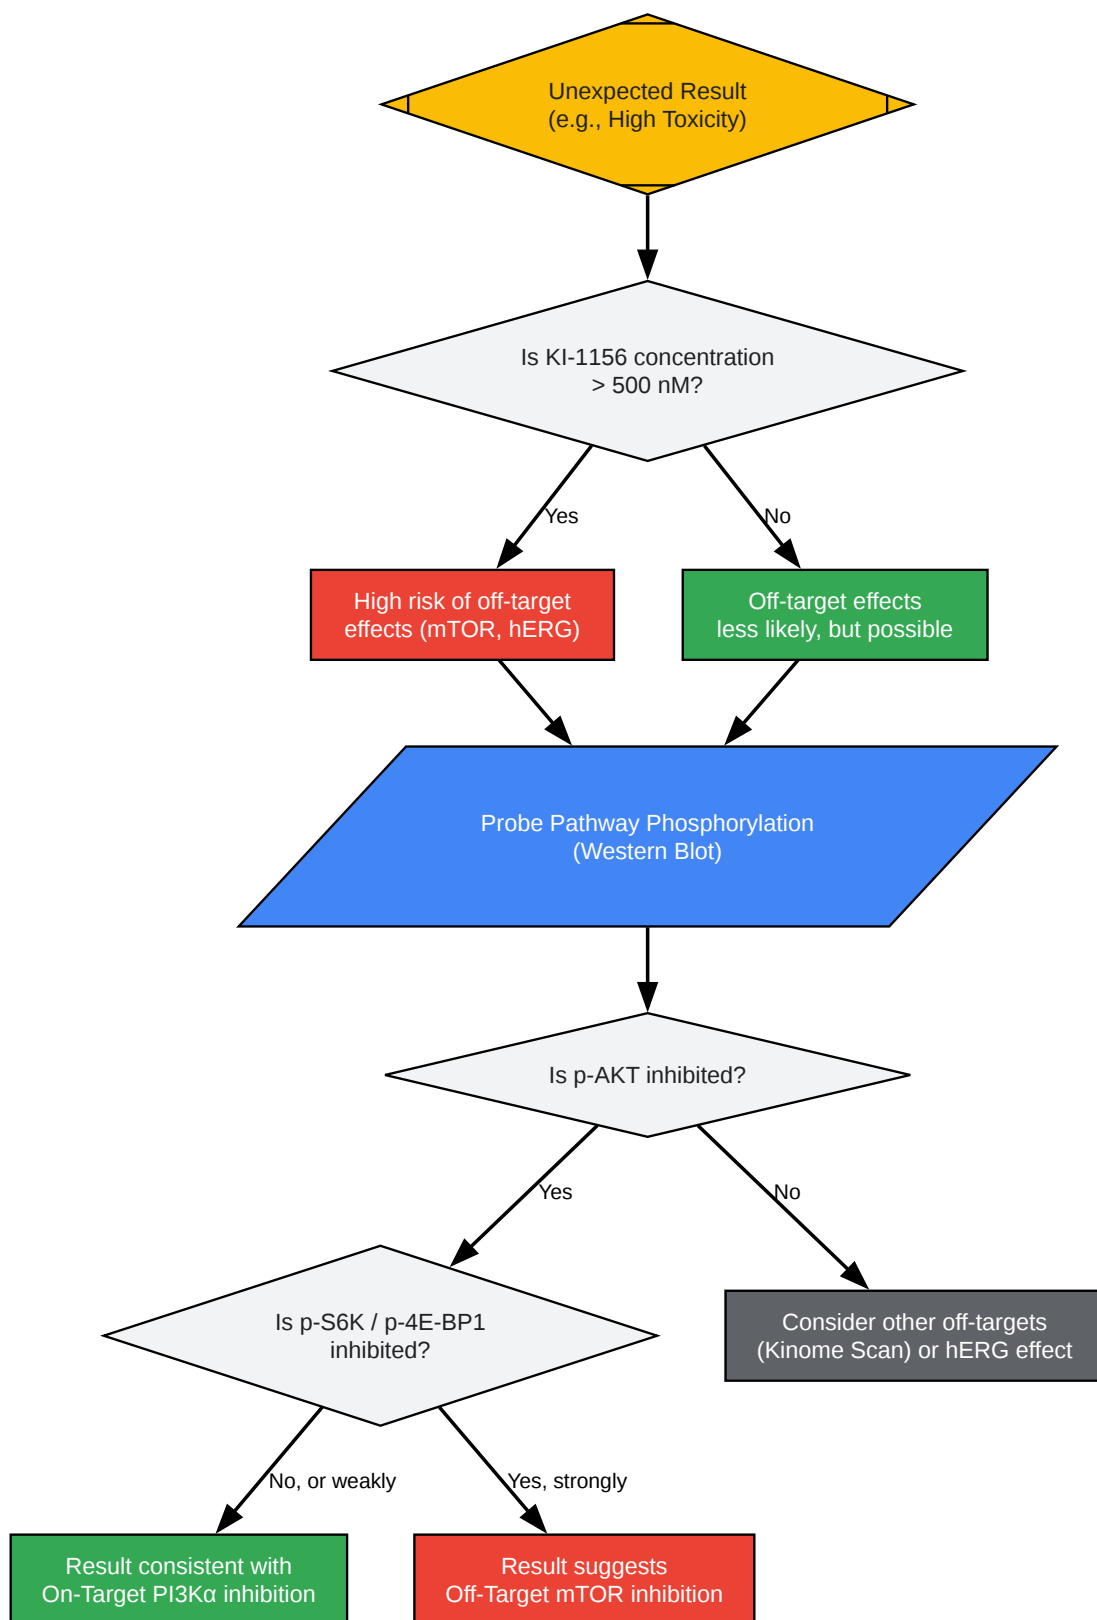 Unexpected Result
(e.g., High Toxicity)
Is KI-1156 concentration
> 500 nM?
Yes
No
High risk of off-target
effects (mTOR, hERG)
Off-target effects
less likely, but possible
Probe Pathway Phosphorylation
(Western Blot)
Is p-AKT inhibited?
Yes
No
Is p-S6K / p-4E-BP1
inhibited?
Consider other off-targets
(Kinome Scan) or hERG effect
No, or weakly
Yes, strongly
Result consistent with
On-Target PI3Kα inhibition
Result suggests
Off-Target mTOR inhibition